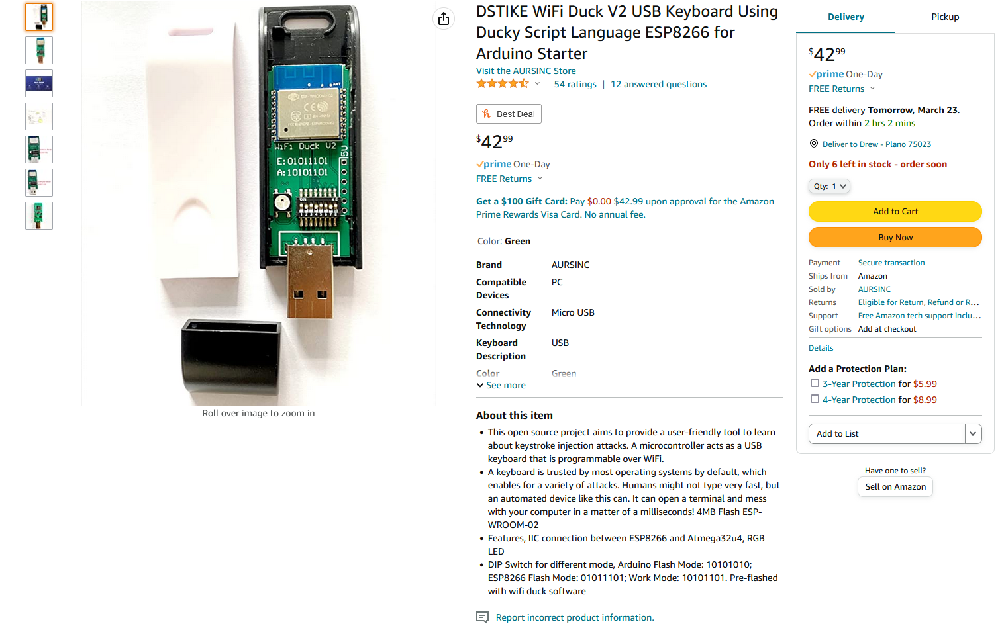 WiFi Duck V2
E:01011101
A:10101101
5V
ON KE
ANT
Roll over image to zoom in
DSTIKE WiFi Duck V2 USB Keyboard Using
Ducky Script Language ESP8266 for
Arduino Starter
Visit the AURSINC Store
54 ratings | 12 answered questions
Best Deal
$42 99
prime One-Day
FREE Returns
Get a $100 Gift Card: Pay $0.00 $42.99 upon approval for the Amazon
Prime Rewards Visa Card. No annual fee.
Color: Green
Brand AURSINC
Compatible PC
Devices
Connectivity Micro USB
Technology
Keyboard USB
Description
Color Green
See more
About this item
• This open source project aims to provide a user-friendly tool to learn
about keystroke injection attacks. A microcontroller acts as a USB
keyboard that is programmable over WiFi.
• A keyboard is trusted by most operating systems by default, which
enables for a variety of attacks. Humans might not type very fast, but
an automated device like this can. It can open a terminal and mess
with your computer in a matter of a milliseconds! 4MB Flash ESP-
WROOM-02
• Features, IIC connection between ESP8266 and Atmega32u4, RGB
LED
• DIP Switch for different mode, Arduino Flash Mode: 10101010;
ESP8266 Flash Mode: 01011101; Work Mode: 10101101. Pre-flashed
with wifi duck software
Report incorrect product information.
Delivery Pickup
$42 99
prime One-Day
FREE Returns
FREE delivery Tomorrow, March 23.
Order within 2 hrs 2 mins
Deliver to Drew - Plano 75023
Only 6 left in stock - order soon
Qty: 1
Add to Cart
Buy Now
Payment Secure transaction
Ships from Amazon
Sold by AURSINC
Returns Eligible for Return, Refund or R...
Support Free Amazon tech support inclu...
Gift options Add at checkout
Details
Add a Protection Plan:
3-Year Protection for $5.99
4-Year Protection for $8.99
Add to List
Have one to sell?
Sell on Amazon